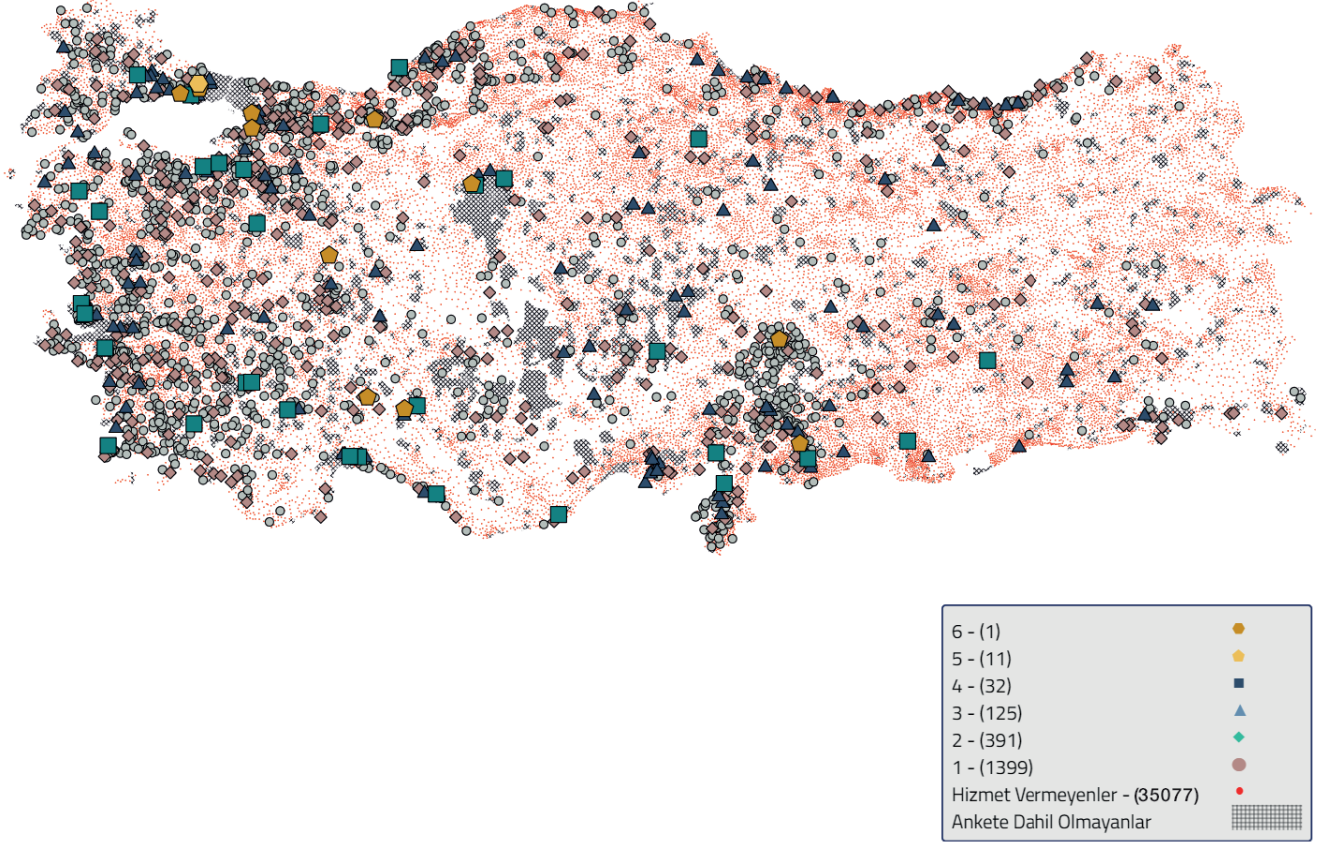 6 - (1)
5 - (11)
4 - (32)
3 - (125)
2 - (391)
1 - (1399)
Hizmet Vermeyenler - (35077)
Ankete Dahil Olmayanlar